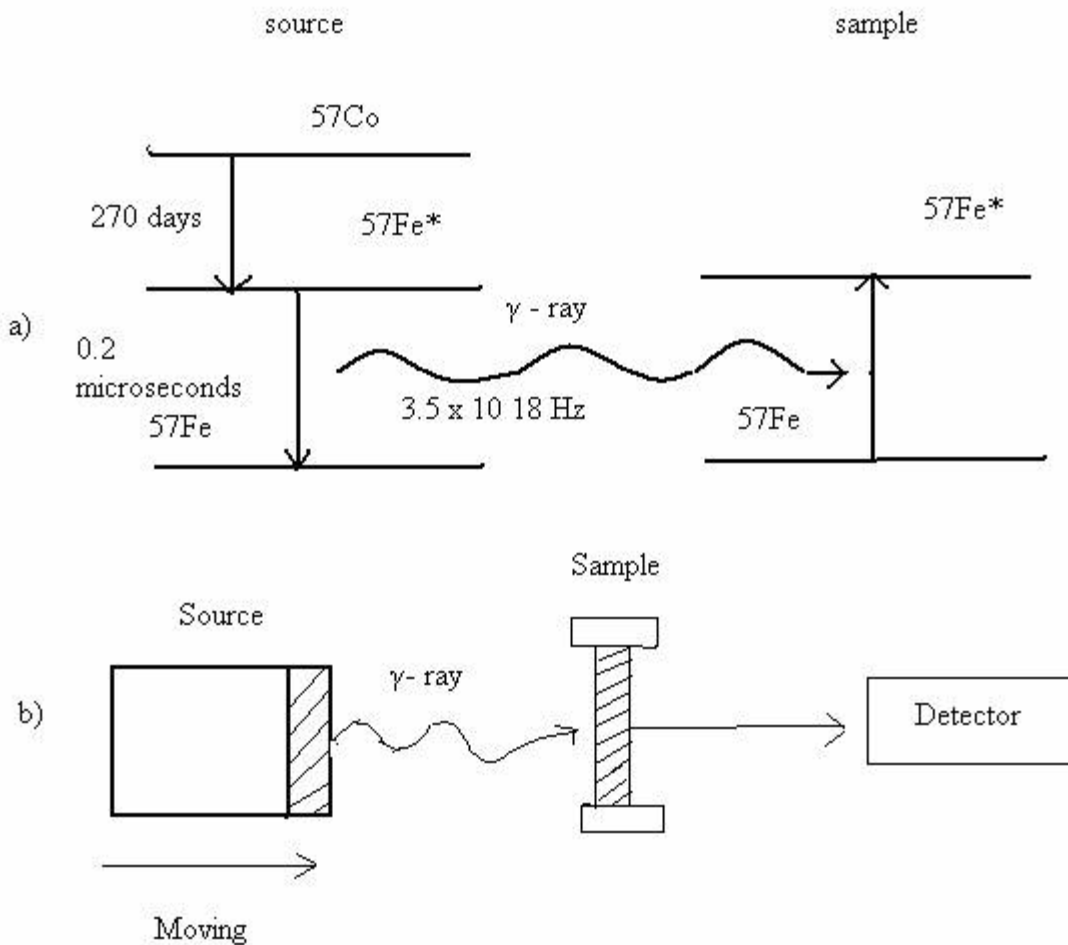 source
sample
57Co
270 days
57Fe*
57Fe*
a)
γ - ray
0.2
microseconds
3.5 x 10 18 Hz
57Fe
57Fe
Sample
Source
γ- ray
b)
Detector
Moving